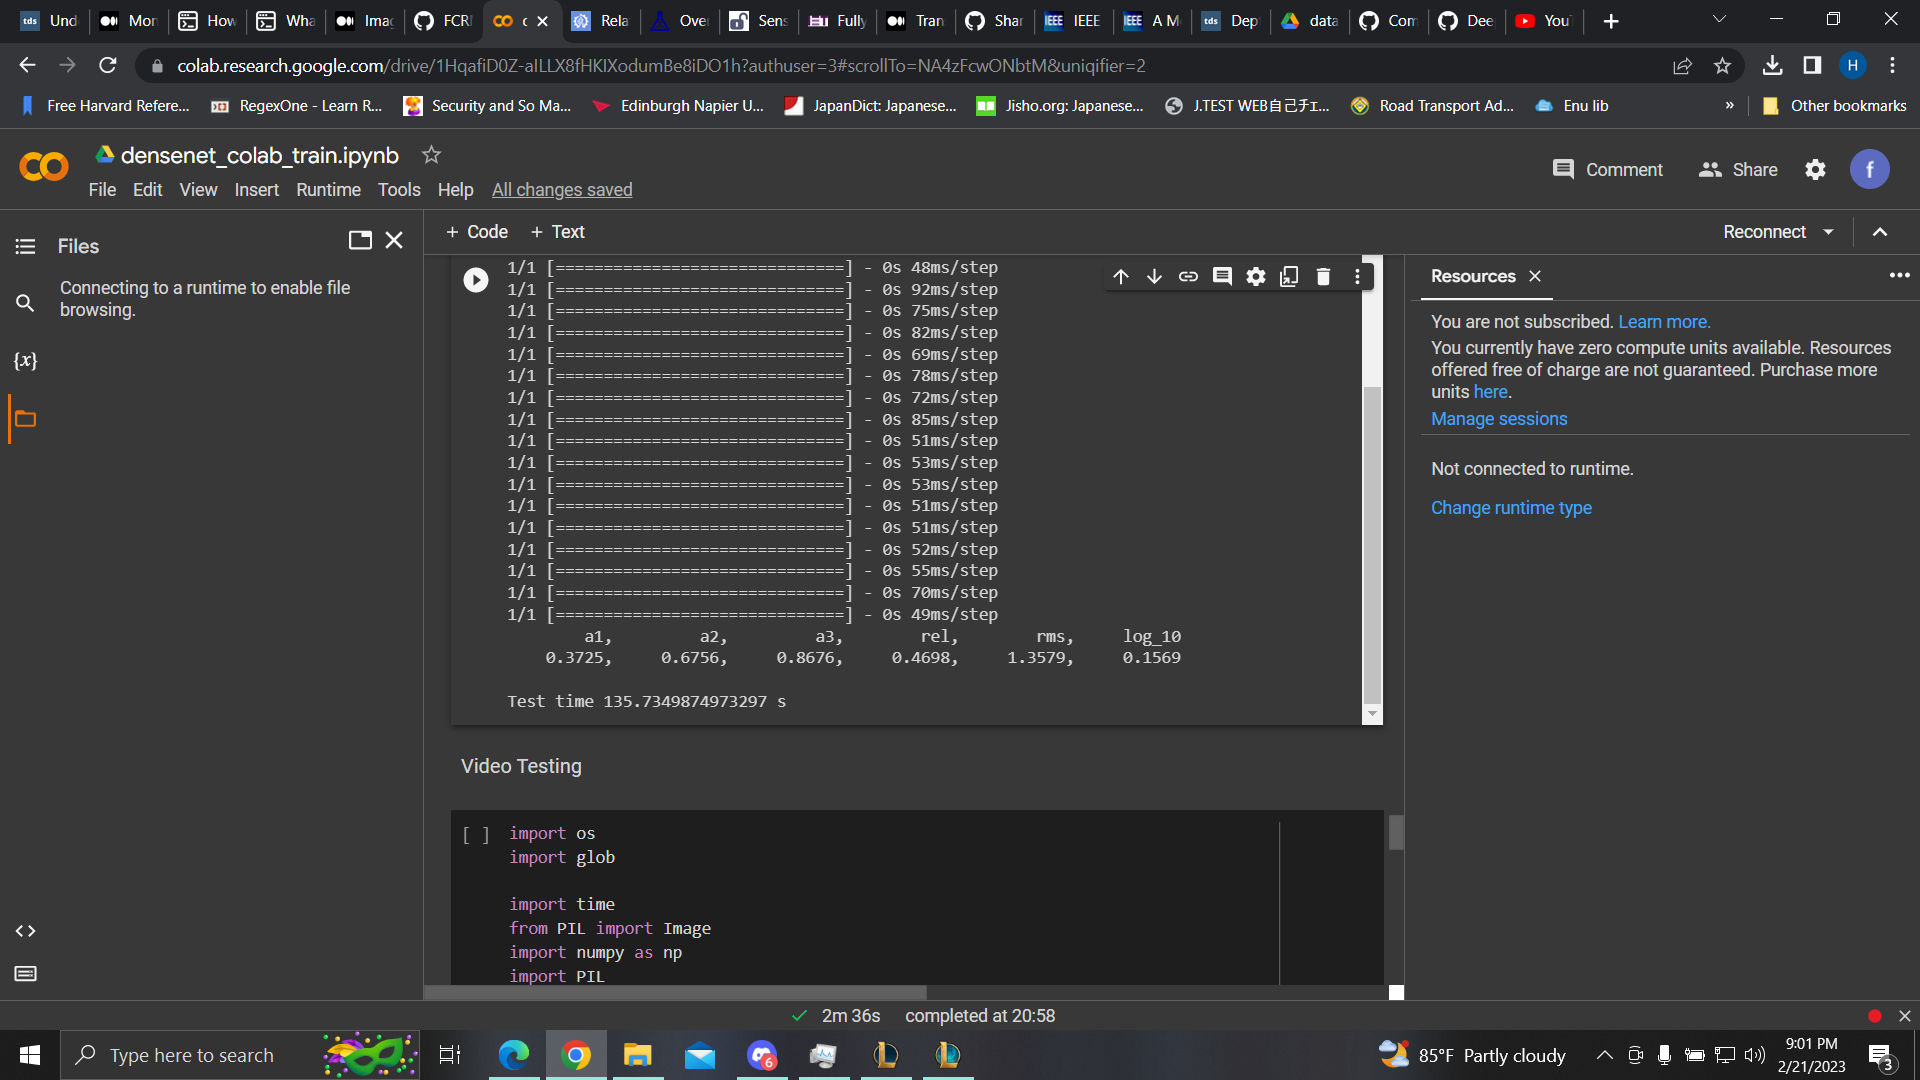 Und
Mon
How
Wha
Imag
FCRN
c
Rela
Over
Sens
Fully
Tran
Shar
IEEE
A M
Dep
data
Com
Dee
YouT
colab.research.google.com/drive/1HqafiD0Z-aILLX8fHKIXodumBe8iDO1h?authuser=3#scrollTo=NA4zFcwONbtM&uniqifier=2
H
Free Harvard Refere...
RegexOne - Learn R...
Security and So Ma...
Edinburgh Napier U...
JapanDict: Japanese...
Jisho.org: Japanese...
J.TEST WEB自己チェ...
Road Transport Ad...
Enu lib
»
Other bookmarks
densenet_colab_train.ipynb
Comment
Share
f
File Edit View Insert Runtime Tools Help All changes saved
Files
+ Code + Text
Reconnect
Connecting to a runtime to enable file
browsing.
{x}
1/1 [==============================] - 0s 48ms/step
1/1 [==============================] - 0s 92ms/step
1/1 [==============================] - 0s 75ms/step
1/1 [==============================] - 0s 82ms/step
1/1 [==============================] - 0s 69ms/step
1/1 [==============================] - 0s 78ms/step
1/1 [==============================] - 0s 72ms/step
1/1 [==============================] - 0s 85ms/step
1/1 [==============================] - 0s 51ms/step
1/1 [==============================] - 0s 53ms/step
1/1 [==============================] - 0s 53ms/step
1/1 [==============================] - 0s 51ms/step
1/1 [==============================] - 0s 51ms/step
1/1 [==============================] - 0s 52ms/step
1/1 [==============================] - 0s 55ms/step
1/1 [==============================] - 0s 70ms/step
1/1 [==============================] - 0s 49ms/step
a1, a2, a3, rel, rms, log_10
0.3725, 0.6756, 0.8676, 0.4698, 1.3579, 0.1569
Test time 135.7349874973297 s
Video Testing
[ ] import os
import glob
import time
from PIL import Image
import numpy as np
import PIL
Resources
You are not subscribed. Learn more.
You currently have zero compute units available. Resources
offered free of charge are not guaranteed. Purchase more
units here.
Manage sessions
Not connected to runtime.
Change runtime type
2m 36s completed at 20:58
Type here to search
6
85°F Partly cloudy
9:01 PM
2/21/2023
3